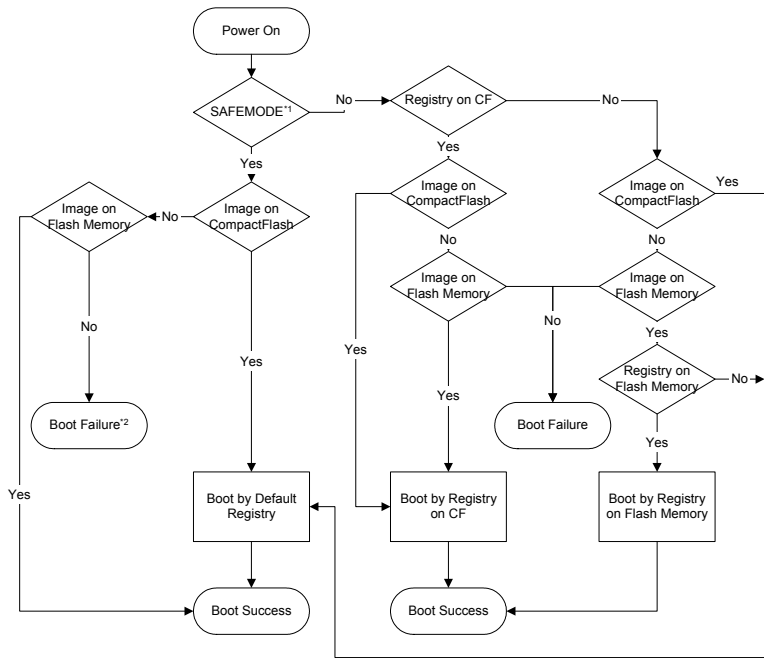 Power On
SAFEMODE*1
No
Registry on CF
No
Yes
Yes
Image on
Flash Memory
No
Image on
CompactFlash
Image on
CompactFlash
Image on
CompactFlash
Yes
No
No
Image on
Flash Memory
Image on
Flash Memory
No
Yes
No
Yes
Yes
Registry on
Flash Memory
No
Yes
Boot Failure*2
Boot Failure
Yes
Yes
Boot by Default
Registry
Boot by Registry
on CF
Boot by Registry
on Flash Memory
Boot Success
Boot Success